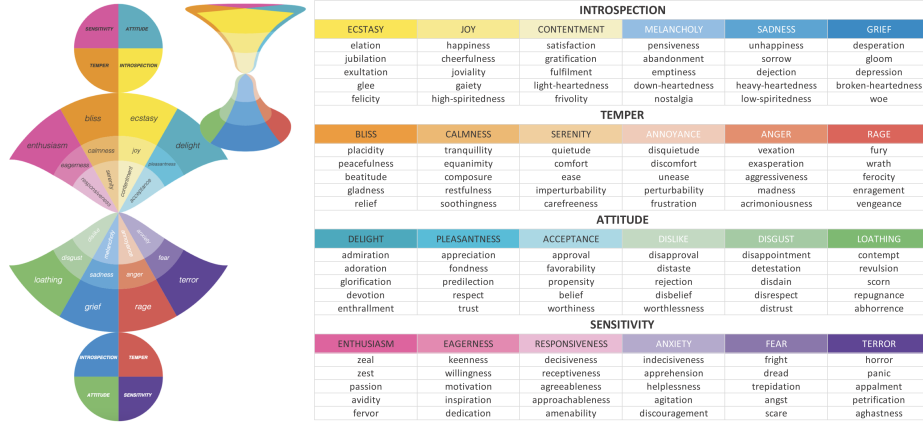 SENSITIVITY
ATTITUDE
TEMPER
INTROSPECTION
bliss
ecstasy
enthusiasm
delight
calmness
joy
eagerness
pleasantness
serenity
contentment
responsiveness
acceptance
dislike
melancholy
annoyance
anxiety
disgust
fear
loathing
sadness
anger
terror
grief
rage
INTROSPECTION
TEMPER
ATTITUDE
SENSITIVITY
INTROSPECTION
ECSTASY JOY CONTENTMENT MELANCHOLY SADNESS GRIEF
elation happiness satisfaction pensiveness unhappiness desperation
jubilation cheerfulness gratification abandonment sorrow gloom
exultation joviality fulfilment emptiness dejection depression
glee gaiety light-heartedness down-heartedness heavy-heartedness broken-heartedness
felicity high-spiritedness frivolity nostalgia low-spiritedness woe
TEMPER
BLISS CALMNESS SERENITY ANNOYANCE ANGER RAGE
placidity tranquillity quietude disquietude vexation fury
peacefulness equanimity comfort discomfort exasperation wrath
beatitude composure ease unease aggressiveness ferocity
gladness restfulness imperturbability perturbability madness enragement
relief soothingness carefreeness frustration acrimoniousness vengeance
ATTITUDE
DELIGHT PLEASANTNESS ACCEPTANCE DISLIKE DISGUST LOATHING
admiration appreciation approval disapproval disappointment contempt
adoration fondness favorability distaste detestation revulsion
glorification predilection propensity rejection disdain scorn
devotion respect belief disbelief disrespect repugnance
enthrallment trust worthiness worthlessness distrust abhorrence
SENSITIVITY
ENTHUSIASM EAGERNESS RESPONSIVENESS ANXIETY FEAR TERROR
zeal keenness decisiveness indecisiveness fright horror
zest willingness receptiveness apprehension dread panic
passion motivation agreeableness helplessness trepidation appalment
avidity inspiration approachableness agitation angst petrification
fervor dedication amenability discouragement scare aghastness